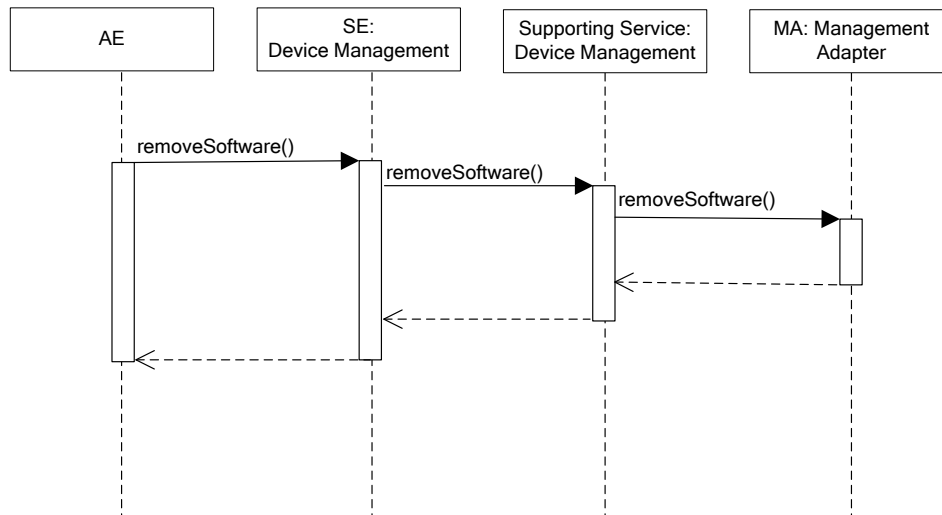 AE
SE:
Device Management
Supporting Service:
Device Management
MA: Management
Adapter
removeSoftware()
removeSoftware()
removeSoftware()